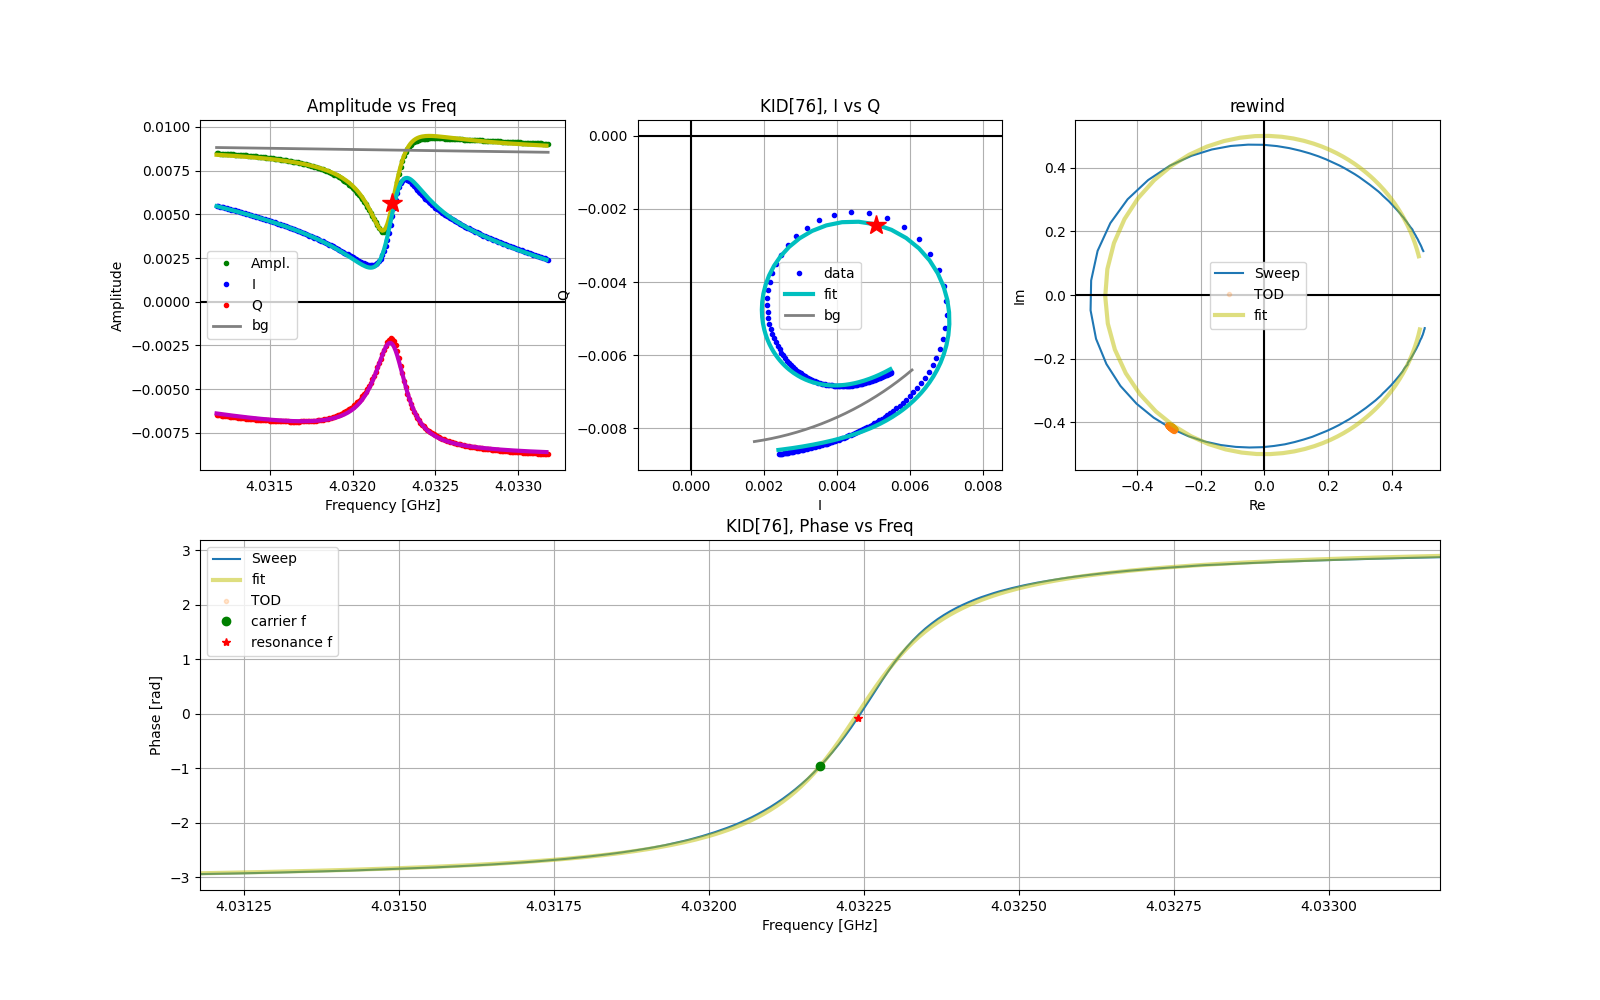 Amplitude vs Freq
0.0100
0.0075
0.0050
0.0025
0.0000
−0.0025
−0.0050
−0.0075
Amplitude
Ampl.
I
Q
bg
4.0315
4.0320
4.0325
4.0330
Frequency [GHz]
KID[76], I vs Q
0.000
−0.002
−0.004
−0.006
−0.008
Q
data
fit
bg
0.000
0.002
0.004
0.006
0.008
I
rewind
0.4
0.2
0.0
−0.2
−0.4
Im
Sweep
TOD
fit
−0.4
−0.2
0.0
0.2
0.4
Re
KID[76], Phase vs Freq
3
2
1
0
−1
−2
−3
Phase [rad]
Sweep
fit
TOD
carrier f
resonance f
4.03125
4.03150
4.03175
4.03200
4.03225
4.03250
4.03275
4.03300
Frequency [GHz]